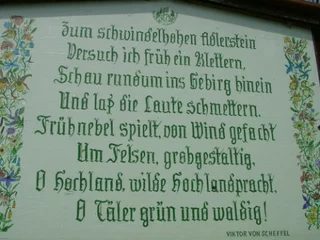 Zum schwindelhohen Adlerstein
Versuch ich früh ein Klettern,
Schau rundum ins Gebirg hinein
Und laß die Laute schmettern.
Frühnebel spielt, von Wind gefacht
Um Felsen, grobgestaltig,
O Hochland, wilde Hochlandpracht,
O Täler grün und waldig!
VIKTOR VON SCHEFFEL